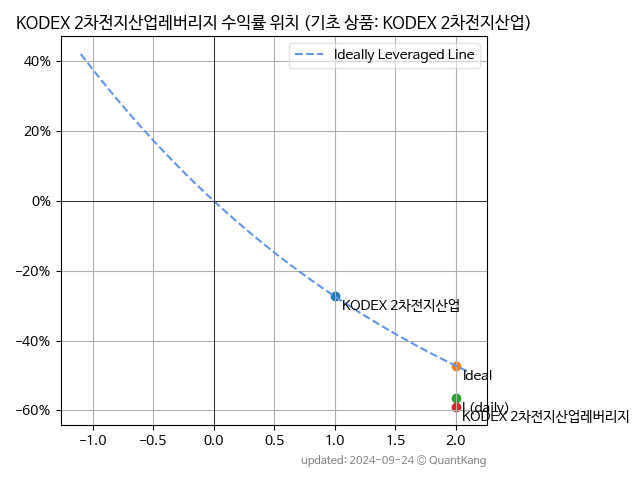 KODEX 2차전지산업레버리지 수익률 위치 (기초 상품: KODEX 2차전지산업)
Ideally Leveraged Line
40%
20%
0%
−20%
−40%
−60%
KODEX 2차전지산업
Ideal
(daily)
KODEX 2차전지산업레버리지
−1.0 −0.5 0.0 0.5 1.0 1.5 2.0
updated: 2024-09-24 © QuantKang